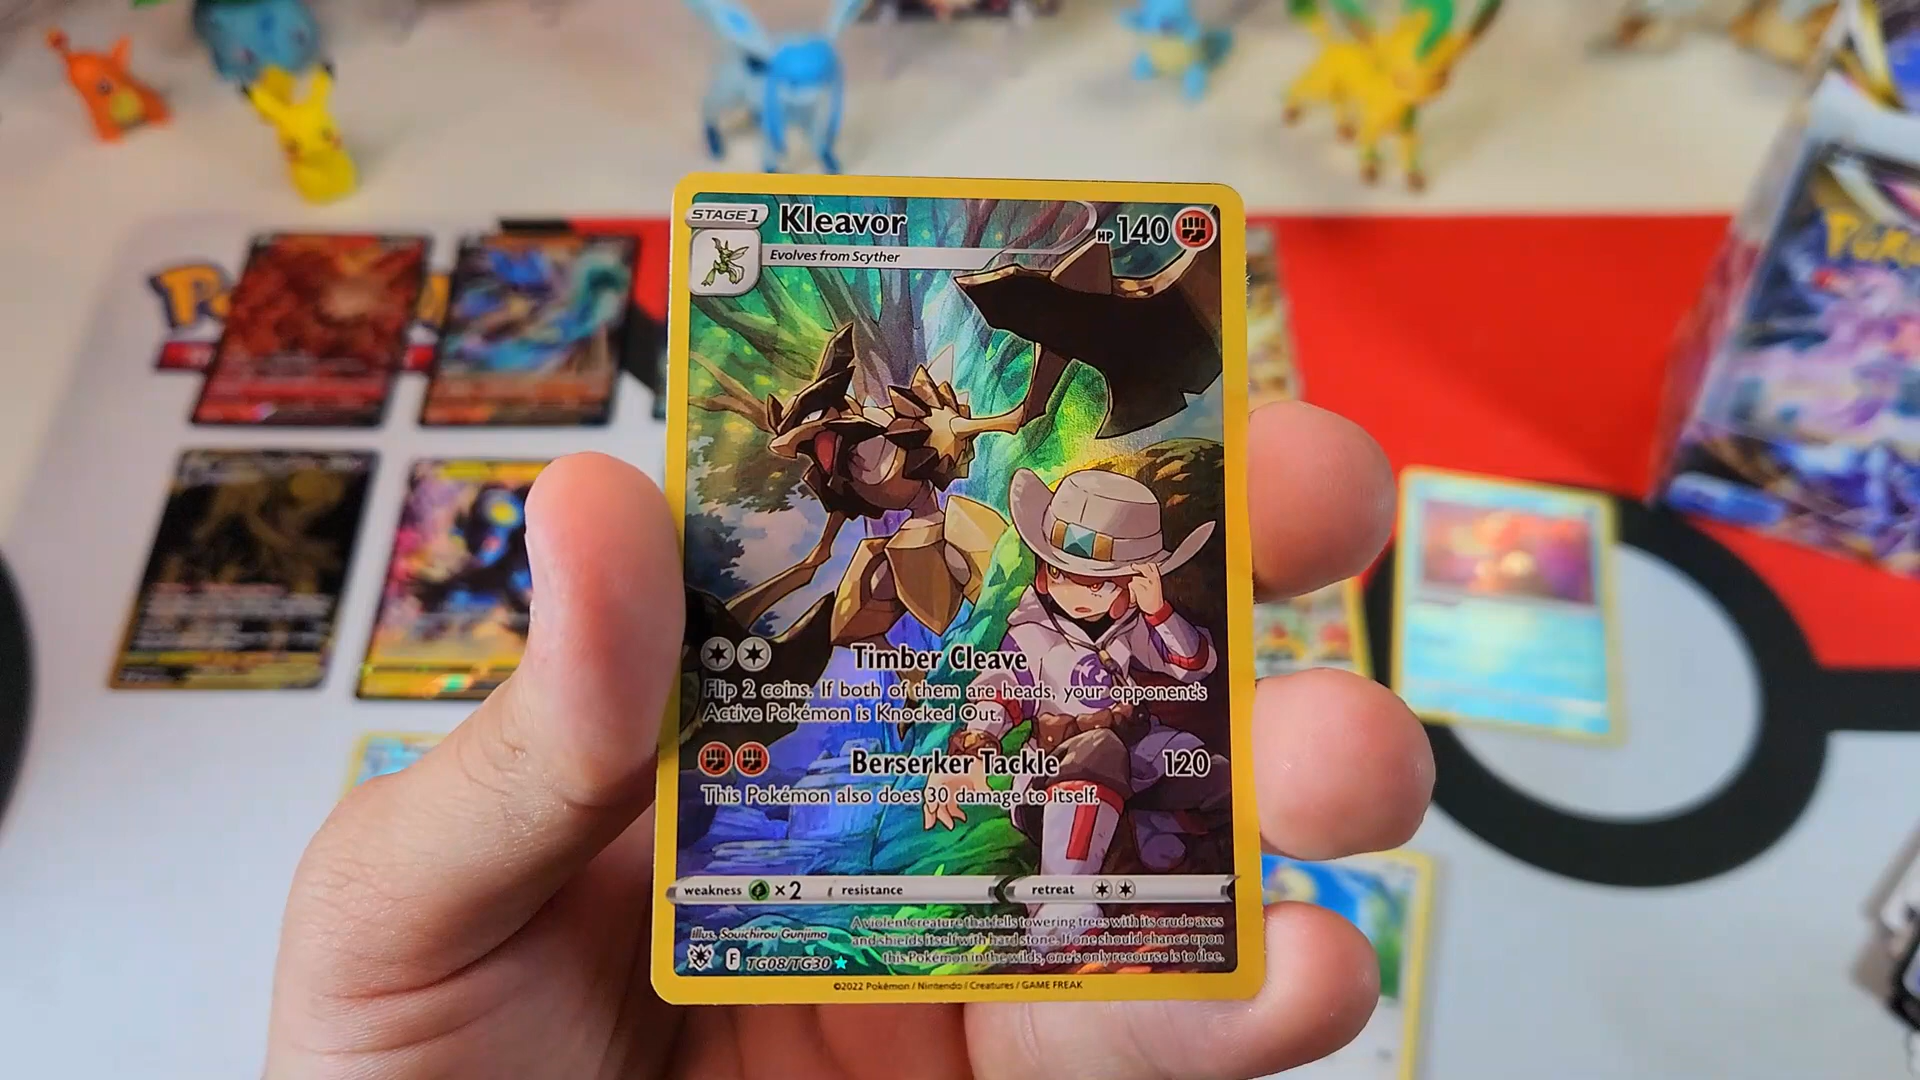 STAGE 1
Kleavor
HP 140
Evolves from Scyther
Timber Cleave
Flip 2 coins. If both of them are heads, your opponent's
Active Pokémon is Knocked Out.
Berserker Tackle 120
This Pokémon also does 30 damage to itself.
weakness ×2 resistance retreat
Illus. Souichirou Gunjima
A violent creature that fells towering trees with its crude axes
and shields itself with hard stone. If one should chance upon
this Pokémon in the wilds, one's only recourse is to flee.
F TG08/TG30
©2022 Pokémon / Nintendo / Creatures / GAME FREAK